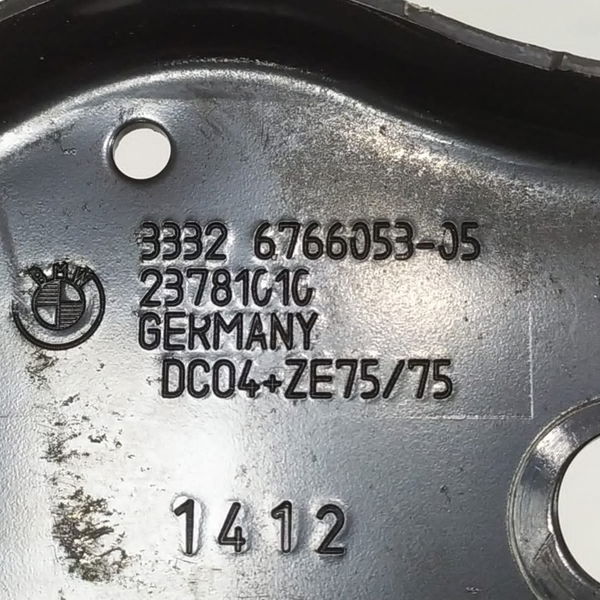 3332 6766053-05
BMW
23781010
GERMANY
DC04+ZE75/75
1412